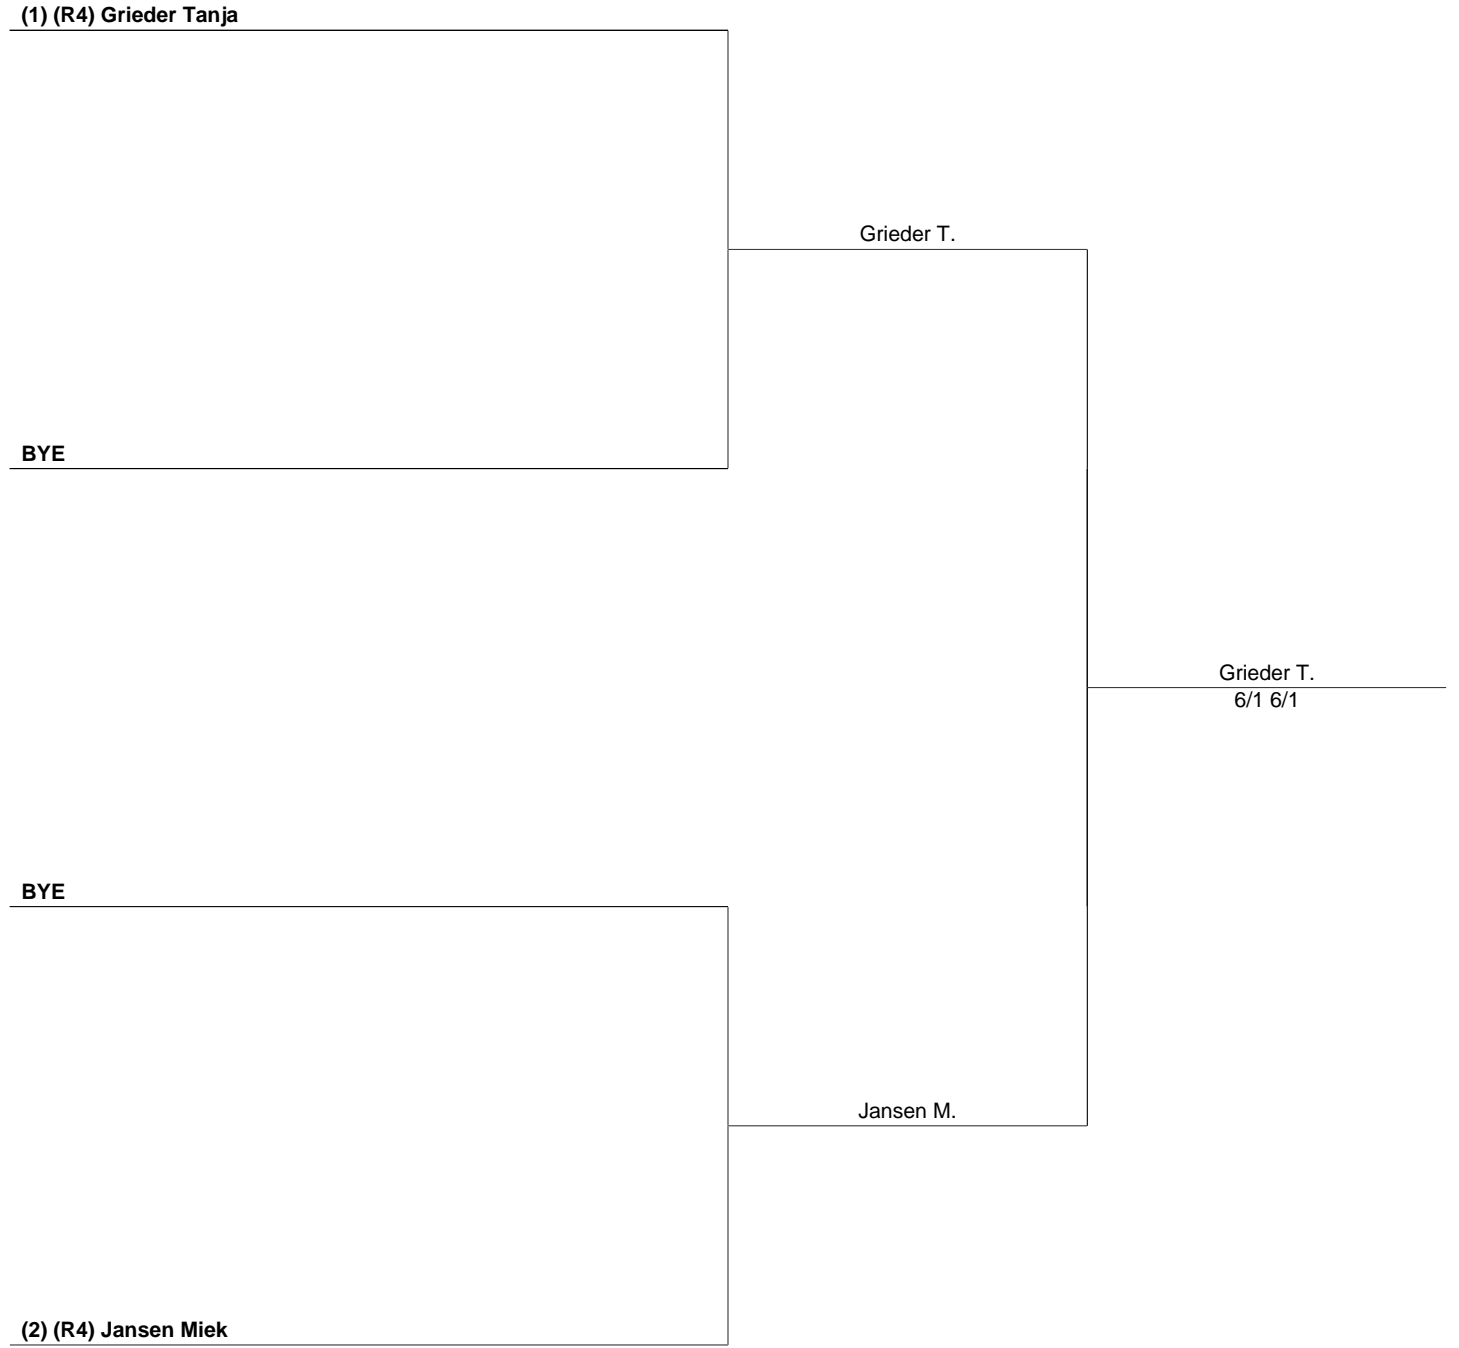 (1) (R4) Grieder Tanja
Grieder T.
BYE
Grieder T.
6/1 6/1
BYE
Jansen M.
(2) (R4) Jansen Miek